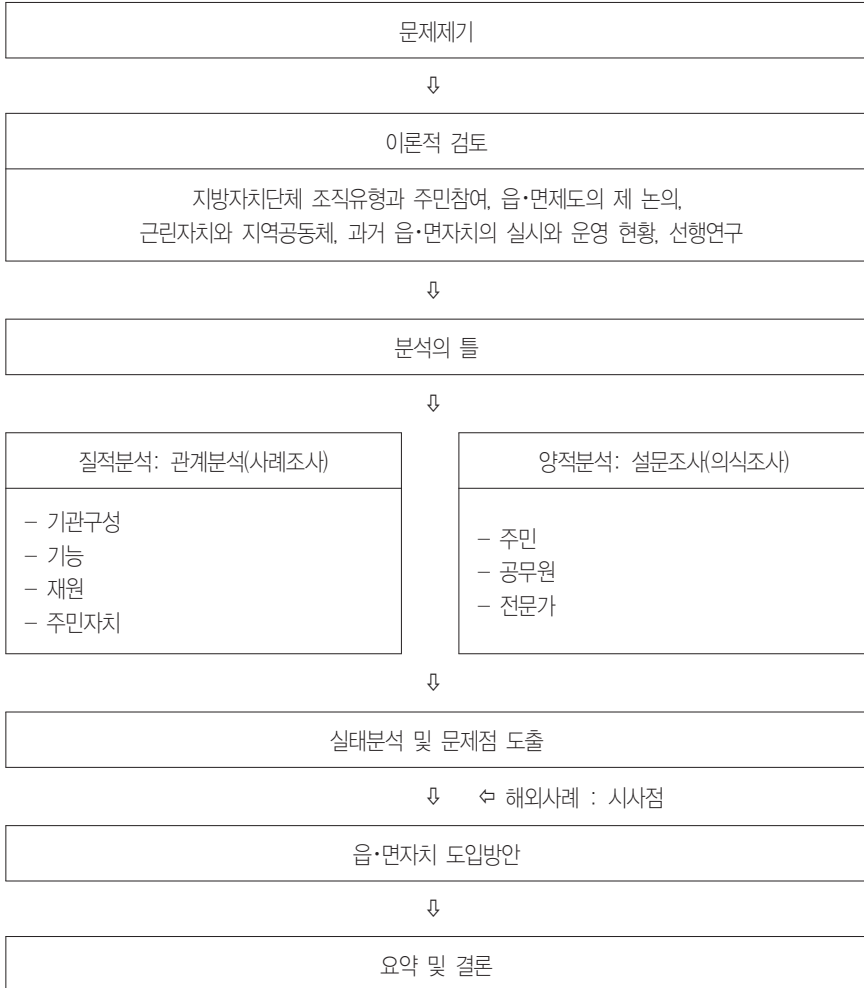 문제제기
⇩
이론적 검토
지방자치단체 조직유형과 주민참여, 읍•면제도의 제 논의,
근린자치와 지역공동체, 과거 읍•면자치의 실시와 운영 현황, 선행연구
⇩
분석의 틀
⇩
질적분석: 관계분석(사례조사)
– 기관구성
– 기능
– 재원
– 주민자치
양적분석: 설문조사(의식조사)
– 주민
– 공무원
– 전문가
⇩
실태분석 및 문제점 도출
⇩ ⇦ 해외사례 : 시사점
읍•면자치 도입방안
⇩
요약 및 결론